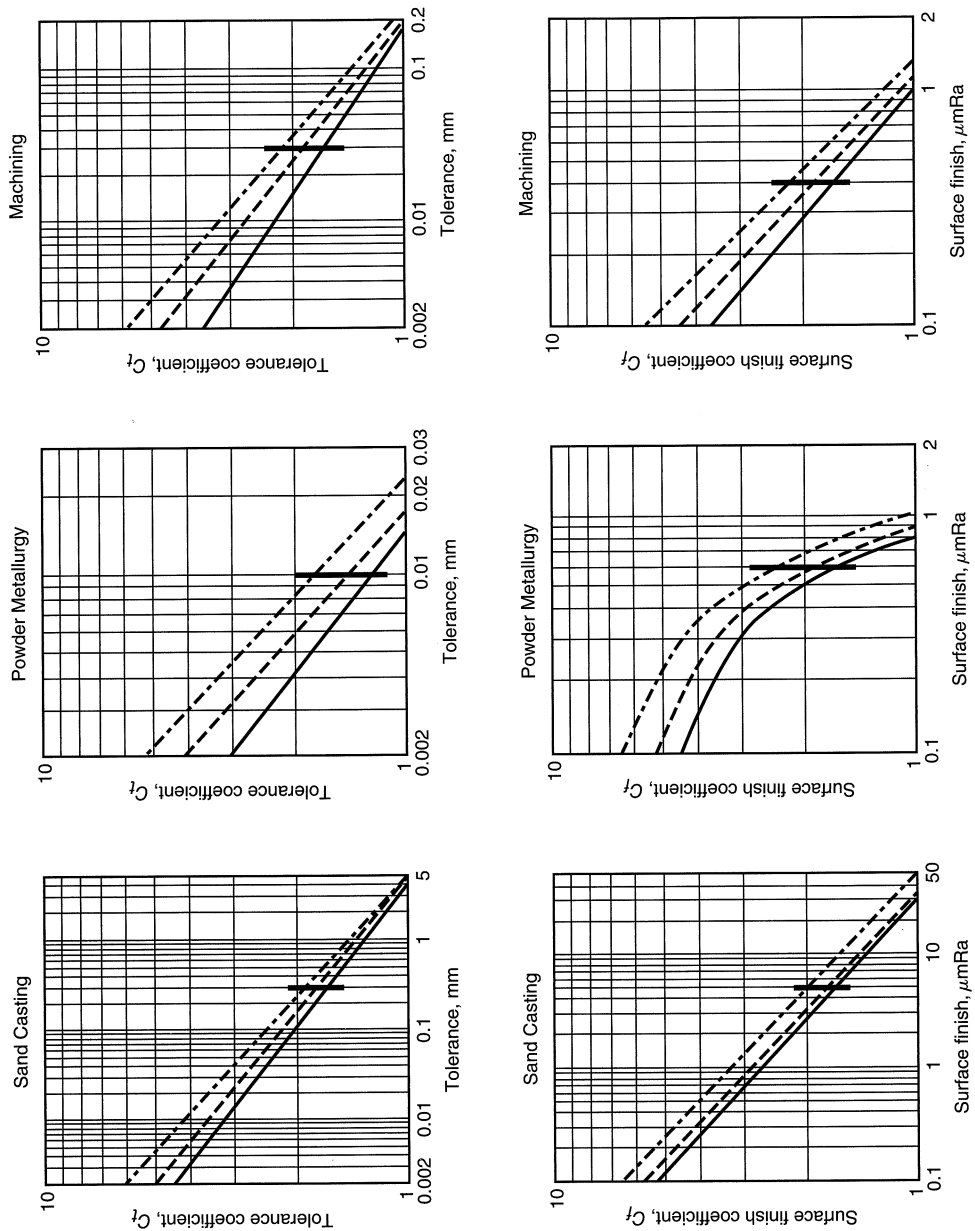 Sand Casting
10
Tolerance coefficient, Cf
1
0.002
0.01
0.1
1
5
Tolerance, mm
Powder Metallurgy
10
Tolerance coefficient, Cf
1
0.002
0.01
0.02
0.03
Tolerance, mm
Machining
10
Tolerance coefficient, Cf
1
0.002
0.01
0.1
0.2
Tolerance, mm
Sand Casting
10
Surface finish coefficient, Cf
1
0.1
1
10
50
Surface finish, μmRa
Powder Metallurgy
10
Surface finish coefficient, Cf
1
0.1
1
2
Surface finish, μmRa
Machining
10
Surface finish coefficient, Cf
1
0.1
1
2
Surface finish, μmRa